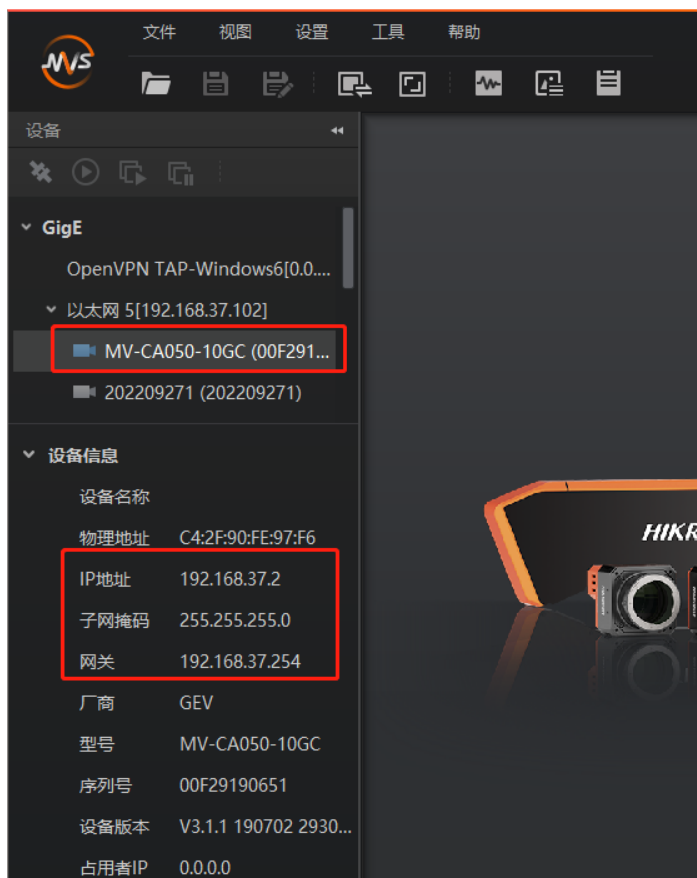 文件 视图 设置 工具 帮助
MVS
设备
GigE
OpenVPN TAP-Windows6[0.0....
以太网 5[192.168.37.102]
MV-CA050-10GC (00F291...
202209271 (202209271)
设备信息
设备名称
物理地址 C4:2F:90:FE:97:F6
IP地址 192.168.37.2
子网掩码 255.255.255.0
网关 192.168.37.254
厂商 GEV
型号 MV-CA050-10GC
序列号 00F29190651
设备版本 V3.1.1 190702 2930...
占用者IP 0.0.0.0
HIKR